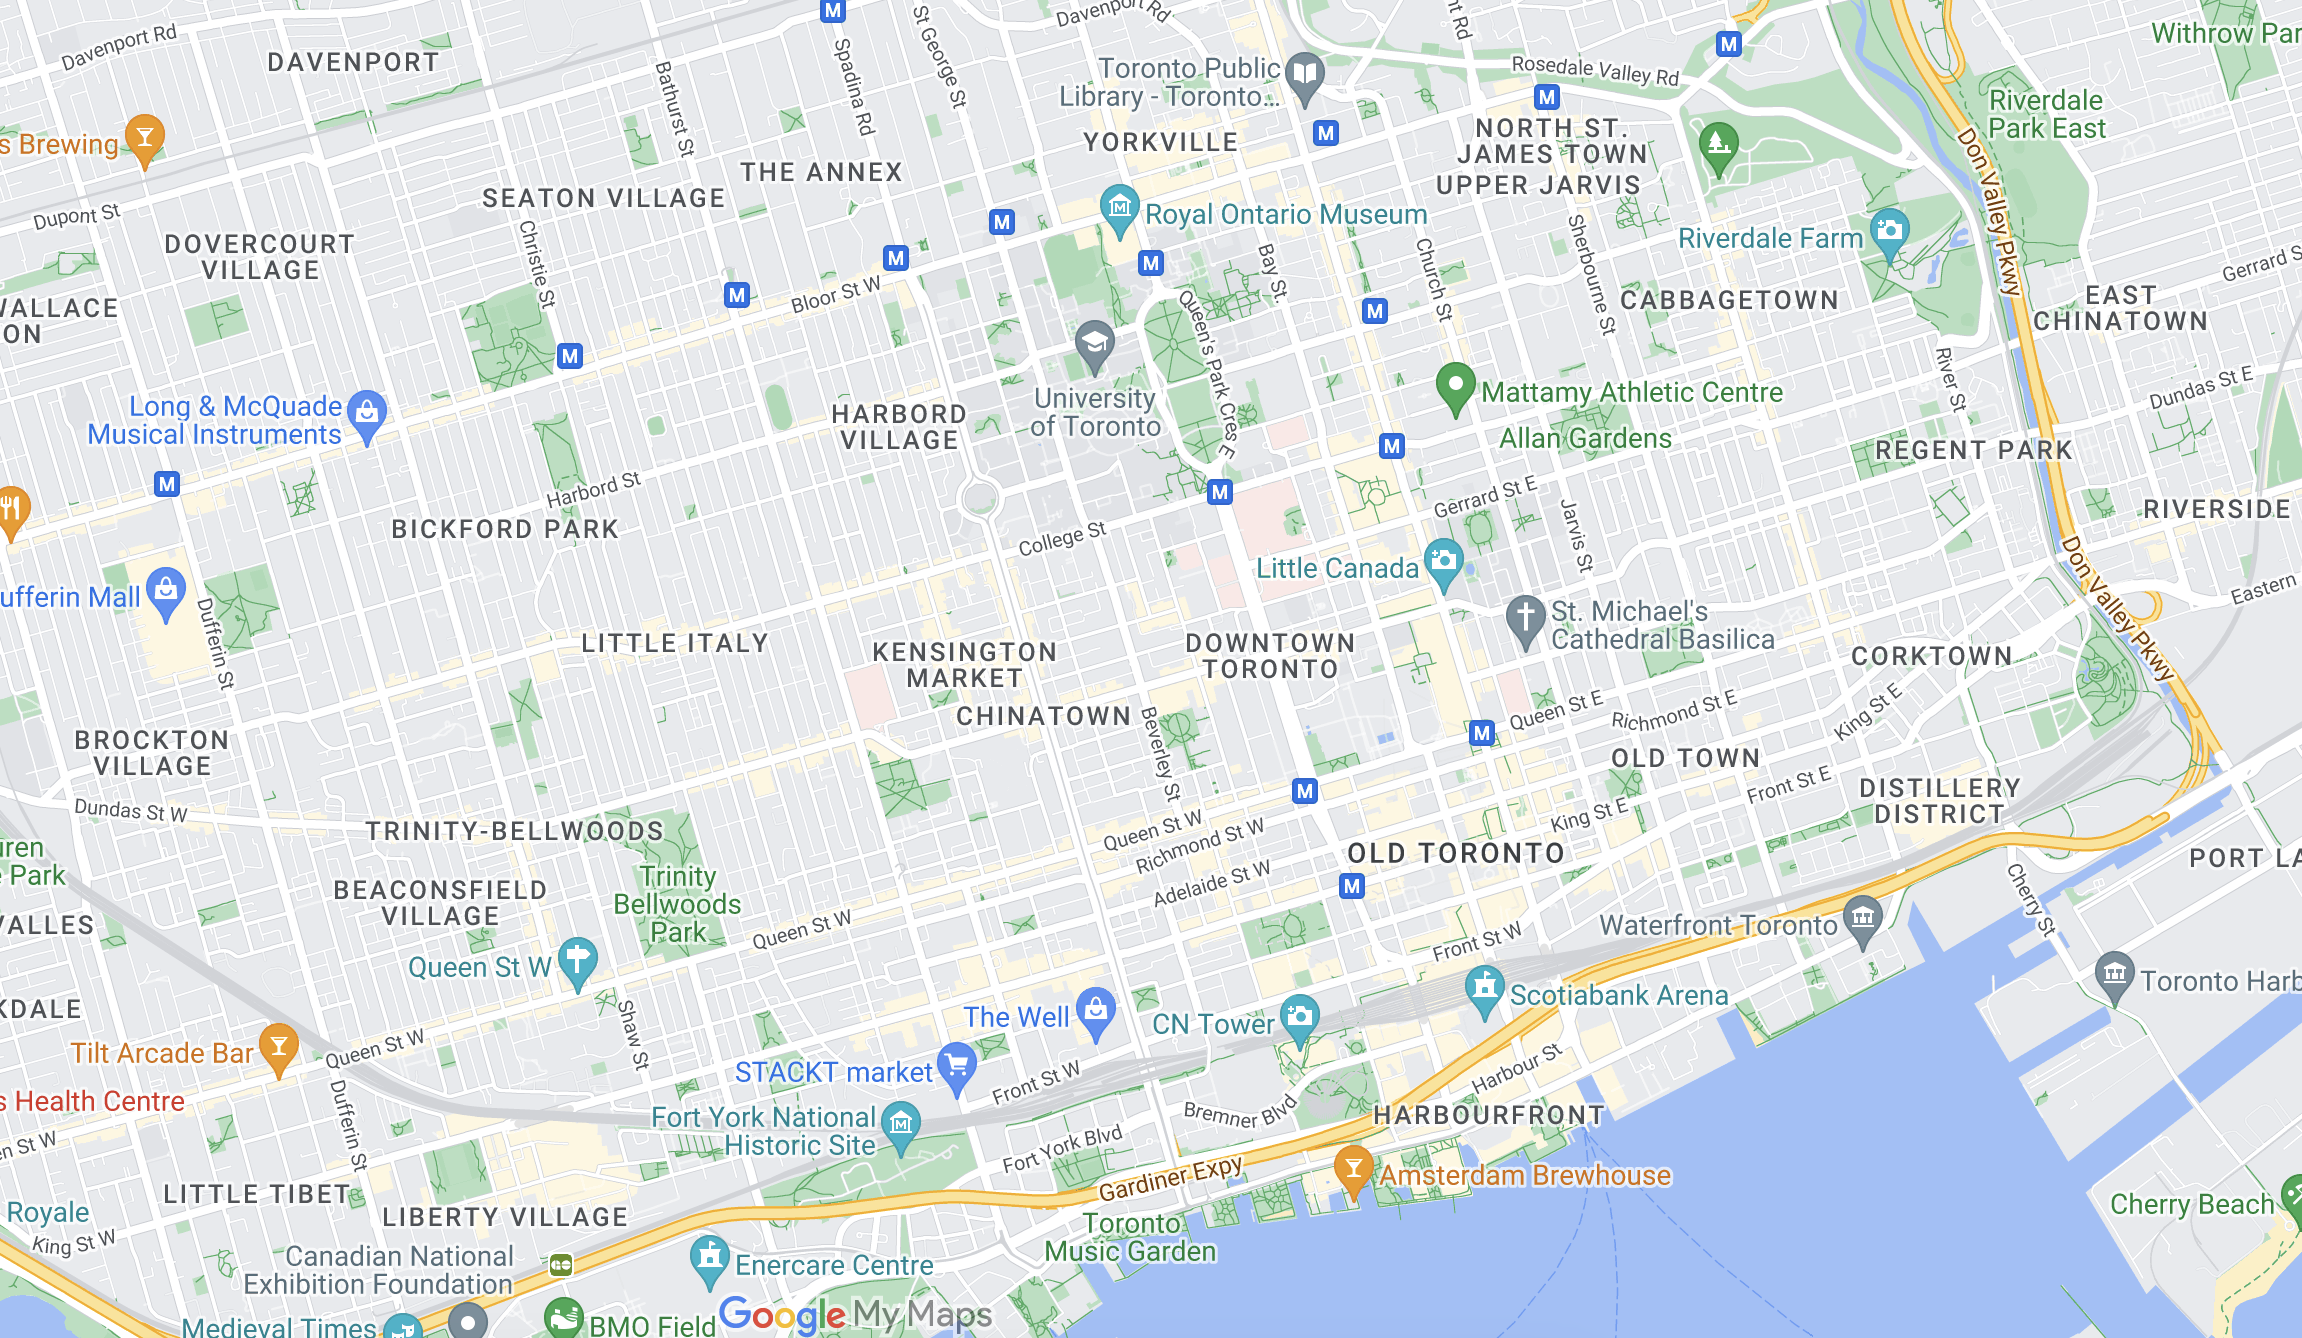 Davenport Rd
DAVENPORT
M
Spadina Rd
St George St
Davenport Rd
Rosedale Valley Rd
M
Withrow Par
Bathurst St
Toronto Public
Library - Toronto...
M
M
Riverdale
Park East
s Brewing
YORKVILLE
NORTH ST.
JAMES TOWN
UPPER JARVIS
Don Valley Pkwy
THE ANNEX
SEATON VILLAGE
Dupont St
Royal Ontario Museum
M
M
M
M
Riverdale Farm
DOVERCOURT
VILLAGE
Christie St
Bay St.
Church St
Sherbourne St
Gerrard S
WALLACE
ON
Bloor St W
Queen's Park Cres E
M
CABBAGETOWN
EAST
CHINATOWN
M
University
of Toronto
Mattamy Athletic Centre
River St
Dundas St E
Long & McQuade
Musical Instruments
HARBORD
VILLAGE
M
Allan Gardens
REGENT PARK
M
M
Harbord St
Gerrard St E
Jarvis St
RIVERSIDE
BICKFORD PARK
College St
Little Canada
Don Valley Pkwy
Eastern
ufferin Mall
Dufferin St
St. Michael's
Cathedral Basilica
LITTLE ITALY
KENSINGTON
MARKET
DOWNTOWN
TORONTO
CORKTOWN
CHINATOWN
Beverley St
M
Queen St E
Richmond St E
King St E
BROCKTON
VILLAGE
OLD TOWN
Dundas St W
M
Front St E
DISTILLERY
DISTRICT
TRINITY-BELLWOODS
Queen St W
Richmond St W
King St E
OLD TORONTO
PORT LA
uren
e Park
Trinity
Bellwoods
Park
BEACONSFIELD
VILLAGE
Adelaide St W
M
Cherry St
VALLES
Queen St W
Front St W
Waterfront Toronto
Queen St W
Toronto Harb
KDALE
Shaw St
The Well
CN Tower
Scotiabank Arena
Tilt Arcade Bar
Queen St W
STACKT market
Front St W
Harbour St
s Health Centre
Dufferin St
Fort York National
Historic Site
Bremner Blvd
HARBOURFRONT
en St W
Fort York Blvd
Gardiner Expy
Amsterdam Brewhouse
LITTLE TIBET
LIBERTY VILLAGE
Royale
King St W
Toronto
Music Garden
Cherry Beach
Canadian National
Exhibition Foundation
Enercare Centre
Medieval Times
BMO Field
Google My Maps